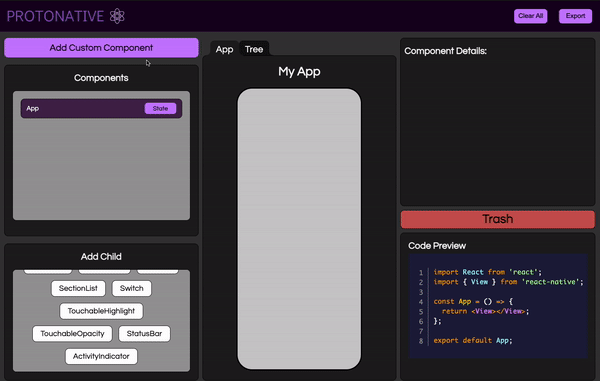 PROTONATIVE
Clear All
Export
Add Custom Component
Components
App
State
Add Child
SectionList
Switch
TouchableHighlight
TouchableOpacity
StatusBar
ActivityIndicator
App
Tree
My App
Component Details:
Trash
Code Preview
1 import React from 'react';
2 import { View } from 'react-native';
3
4 const App = () => {
5 return <View></View>;
6 };
7
8 export default App;